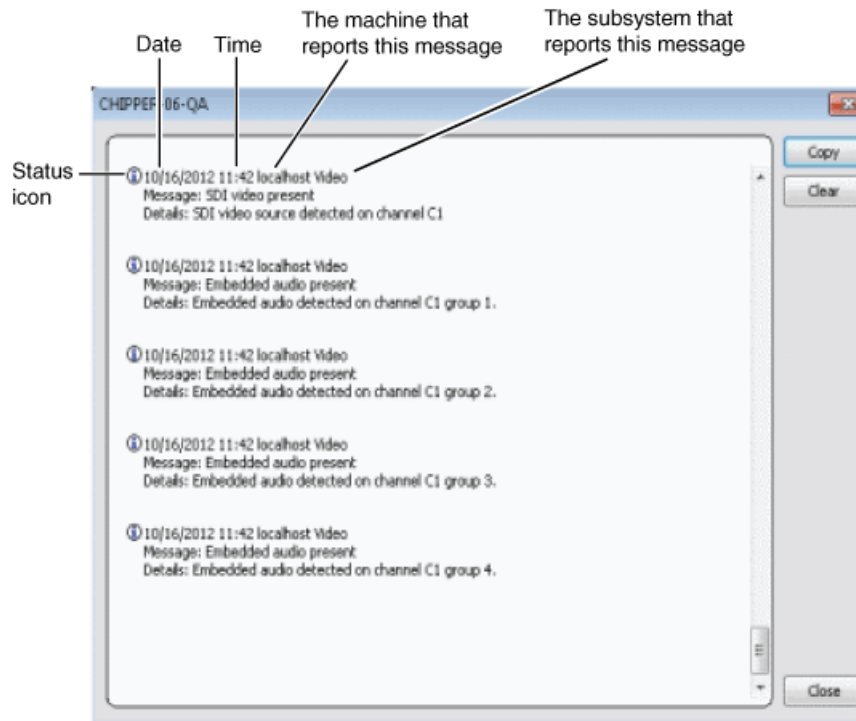 Date
Time
The machine that
reports this message
The subsystem that
reports this message
CHIPPER-06-QA
Status
icon
10/16/2012 11:42 localhost Video
Message: SDI video present
Details: SDI video source detected on channel C1
10/16/2012 11:42 localhost Video
Message: Embedded audio present
Details: Embedded audio detected on channel C1 group 1.
10/16/2012 11:42 localhost Video
Message: Embedded audio present
Details: Embedded audio detected on channel C1 group 2.
10/16/2012 11:42 localhost Video
Message: Embedded audio present
Details: Embedded audio detected on channel C1 group 3.
10/16/2012 11:42 localhost Video
Message: Embedded audio present
Details: Embedded audio detected on channel C1 group 4.
Copy
Clear
Close